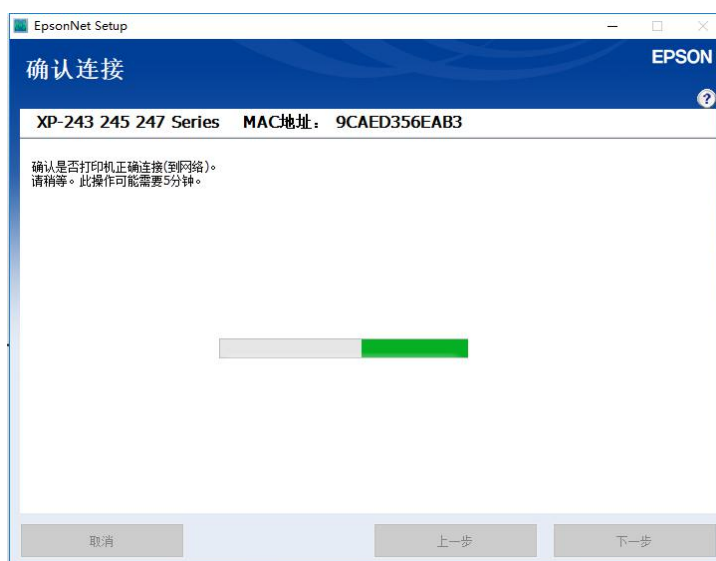 EpsonNet Setup
确认连接
EPSON
?
XP-243 245 247 Series MAC地址： 9CAED356EAB3
确认是否打印机正确连接(到网络)。
请稍等。此操作可能需要5分钟。
取消 上一步 下一步